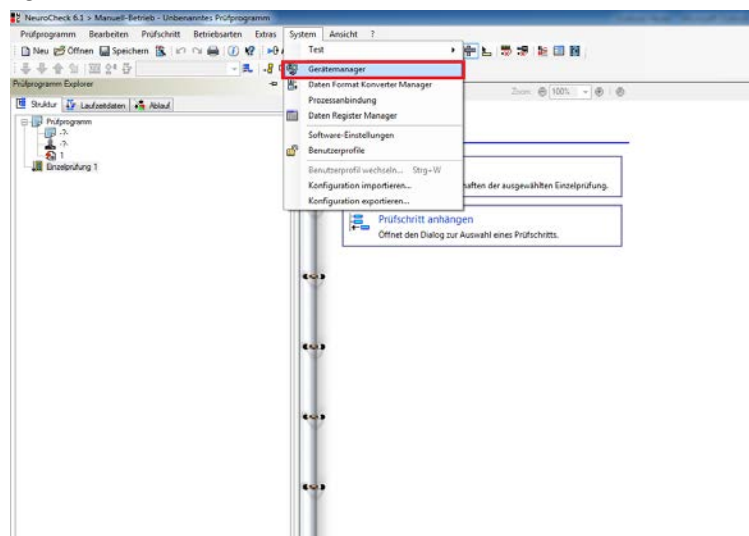 NeuroCheck 6.1 > Manuell-Betrieb - Unbenanntes Prüfprogramm
Prüfprogramm Bearbeiten Prüfschritt Betriebsarten Extras System Ansicht ?
Neu Öffnen Speichern
Test
Gerätemanager
Daten Format Konverter Manager
Prozessanbindung
Daten Register Manager
Software-Einstellungen
Benutzerprofile
Benutzerprofil wechseln... Strg+W
Konfiguration importieren...
Konfiguration exportieren...
Prüfprogramm Explorer
Zoom: 100%
Struktur Laufzeitdaten Ablauf
Prüfprogramm
-?-
-?-
1
Einzelprüfung 1
haften der ausgewählten Einzelprüfung.
Prüfschritt anhängen
Öffnet den Dialog zur Auswahl eines Prüfschritts.